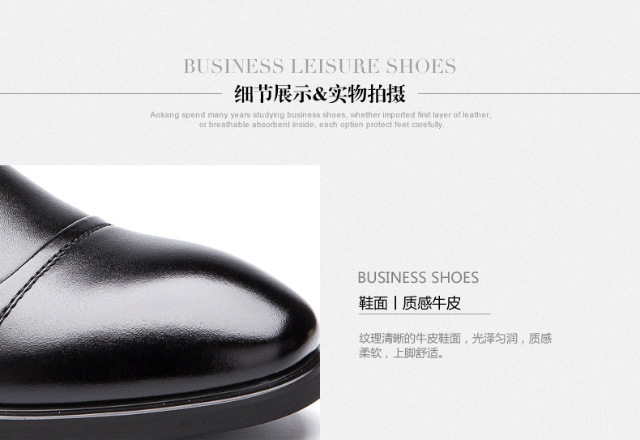 BUSINESS LEISURE SHOES
细节展示&实物拍摄
Aokang spend many years studying business shoes, whether imported first layer of leather,
or breathable absorbent inside, each option protect feet carefully.
BUSINESS SHOES
鞋面丨质感牛皮
纹理清晰的牛皮鞋面，光泽匀润，质感
柔软，上脚舒适。